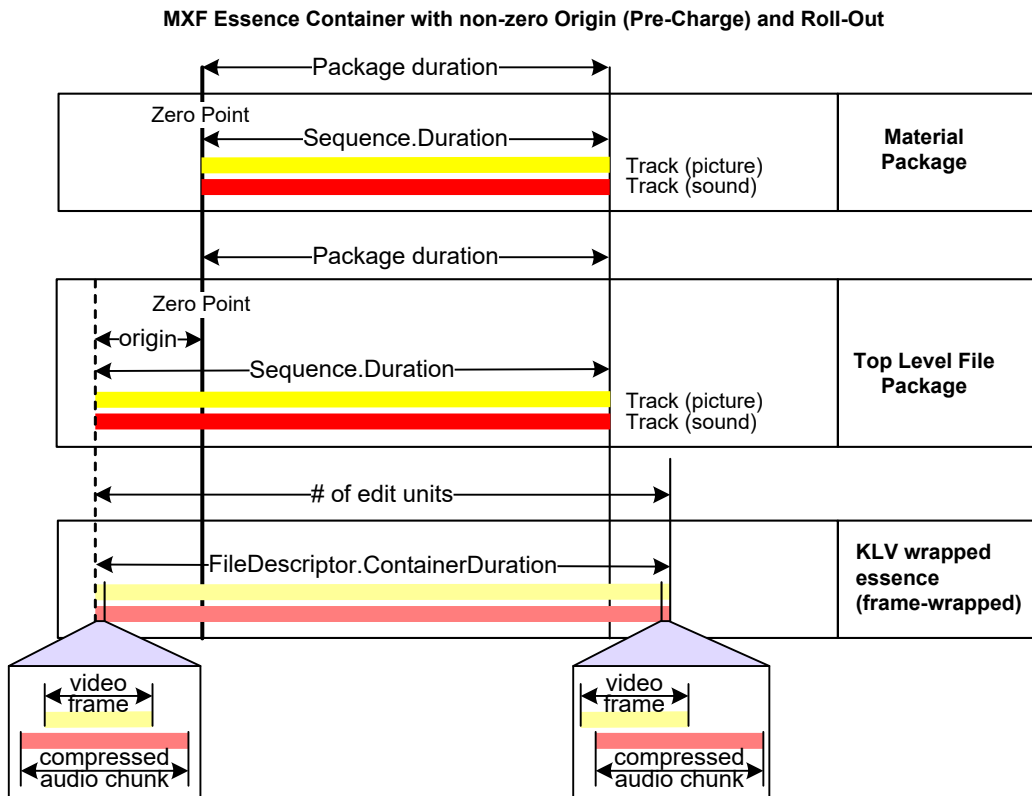 MXF Essence Container with non-zero Origin (Pre-Charge) and Roll-Out
Package duration
Zero Point
Sequence.Duration
Track (picture)
Track (sound)
Material
Package
Package duration
Zero Point
origin
Sequence.Duration
Track (picture)
Track (sound)
Top Level File
Package
# of edit units
FileDescriptor.ContainerDuration
KLV wrapped
essence
(frame-wrapped)
video
frame
compressed
audio chunk
video
frame
compressed
audio chunk